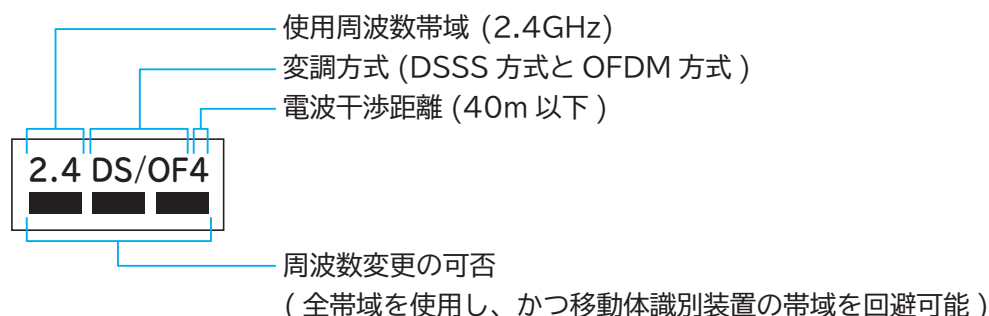 使用周波数帯域 (2.4GHz)
変調方式 (DSSS 方式と OFDM 方式 )
電波干渉距離 (40m 以下 )
2.4 DS/OF4
周波数変更の可否
( 全帯域を使用し、かつ移動体識別装置の帯域を回避可能 )